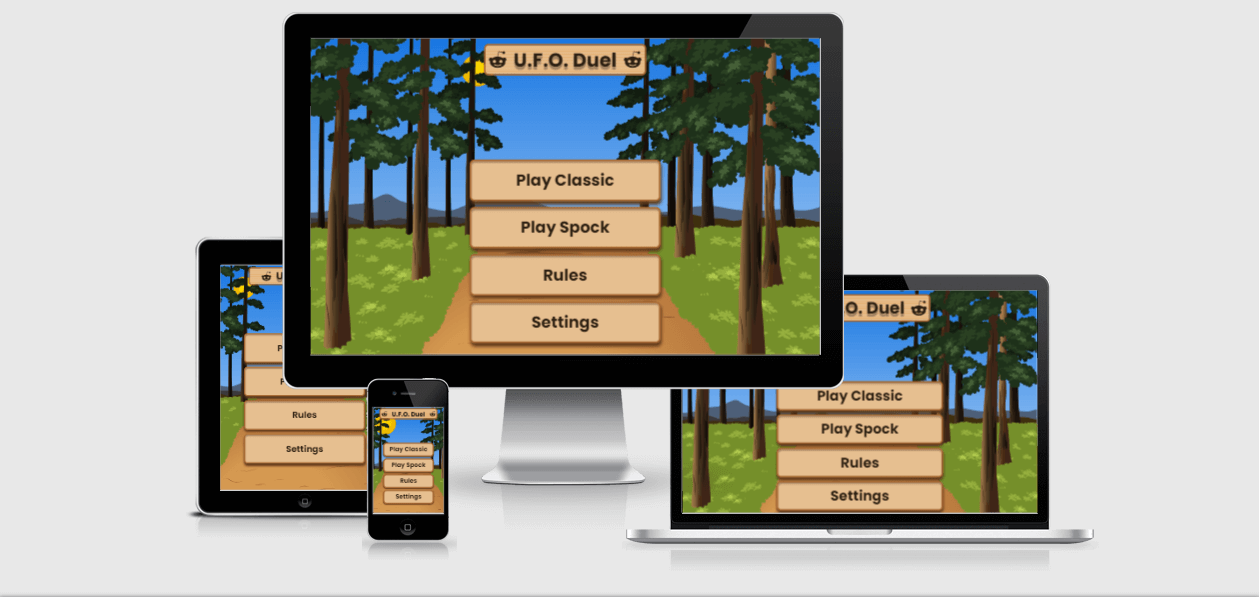 U.F.O. Duel
Play Classic
Play Spock
Rules
Settings
U
P
P
Rules
Settings
U.F.O. Duel
Play Classic
Play Spock
Rules
Settings
O. Duel
Play Classic
Play Spock
Rules
Settings